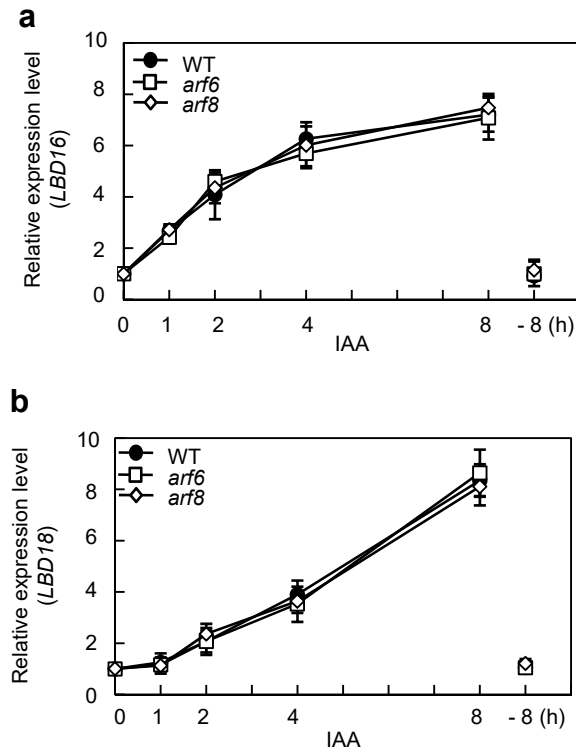 a
Relative expression level
(LBD16)
10
8
6
4
2
0
WT
arf6
arf8
0 1 2 4 8 - 8 (h)
IAA
b
Relative expression level
(LBD18)
10
8
6
4
2
0
WT
arf6
arf8
0 1 2 4 8 - 8 (h)
IAA